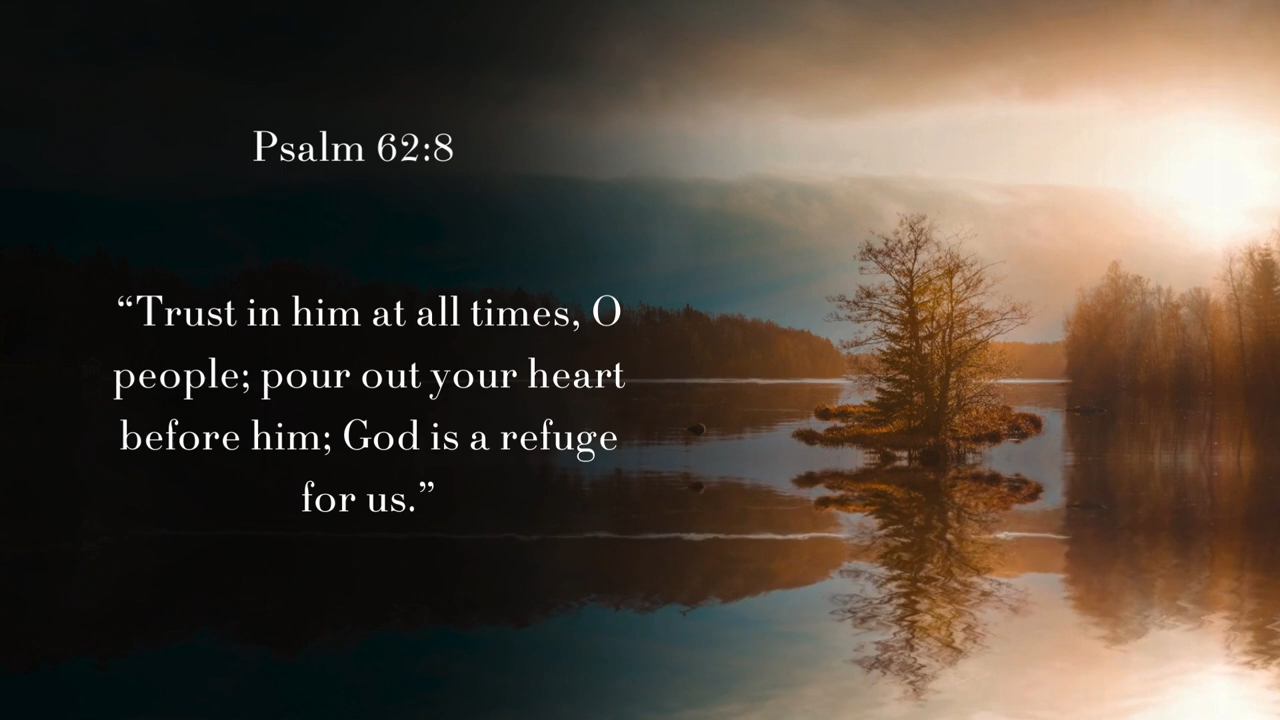 Psalm 62:8
“Trust in him at all times, O
people; pour out your heart
before him; God is a refuge
for us.”